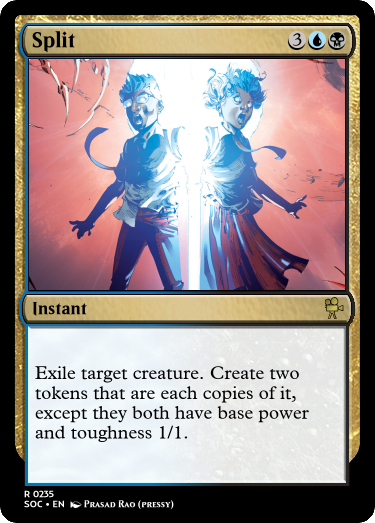 Split 3
Instant
Exile target creature. Create two
tokens that are each copies of it,
except they both have base power
and toughness 1/1.
R 0235
SOC • EN Prasad Rao (pressy)